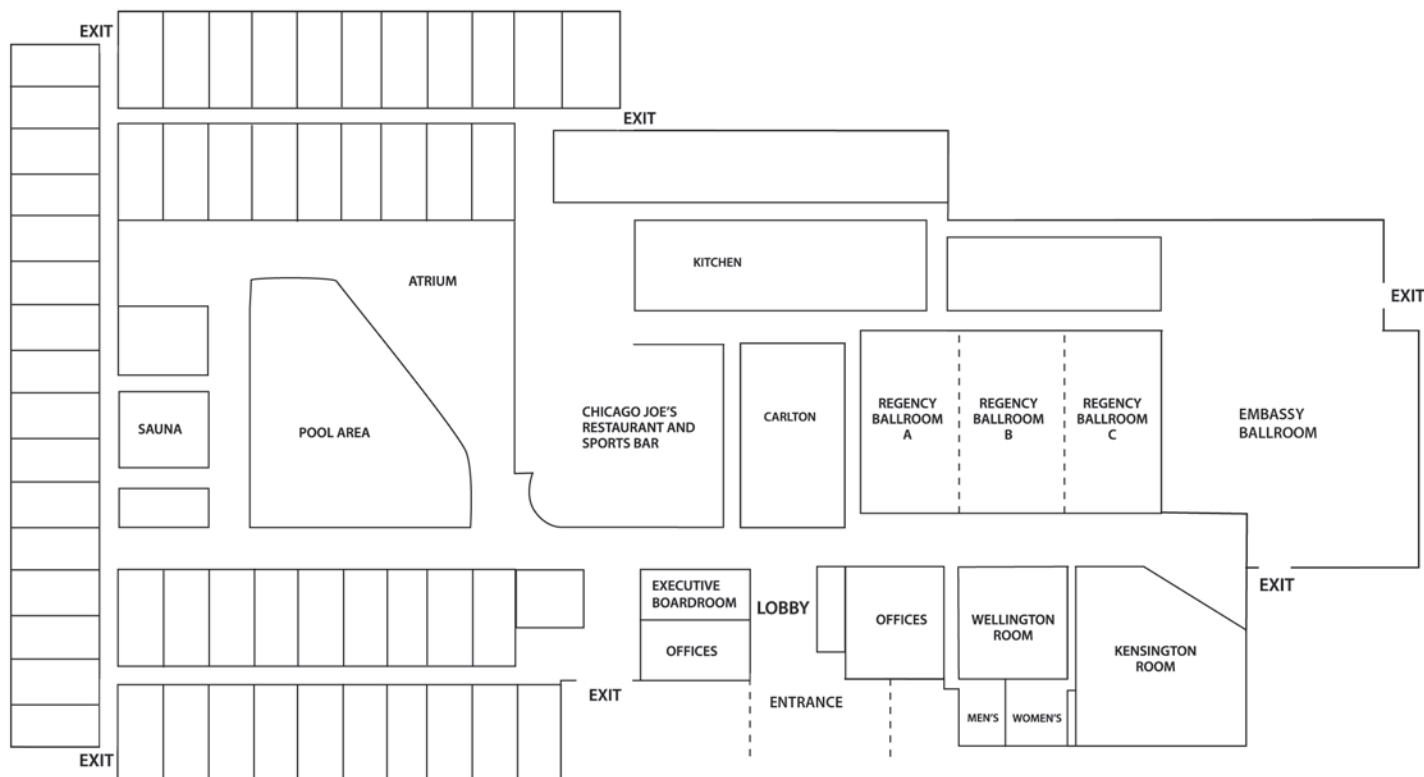 EXIT
EXIT
ATRIUM
KITCHEN
EXIT
SAUNA
POOL AREA
CHICAGO JOE'S
RESTAURANT AND
SPORTS BAR
CARLTON
REGENCY
BALLROOM
A
REGENCY
BALLROOM
B
REGENCY
BALLROOM
C
EMBASSY
BALLROOM
EXECUTIVE
BOARDROOM
LOBBY
OFFICES
WELLINGTON
ROOM
EXIT
OFFICES
KENSINGTON
ROOM
EXIT
ENTRANCE
MEN'S
WOMEN'S
EXIT